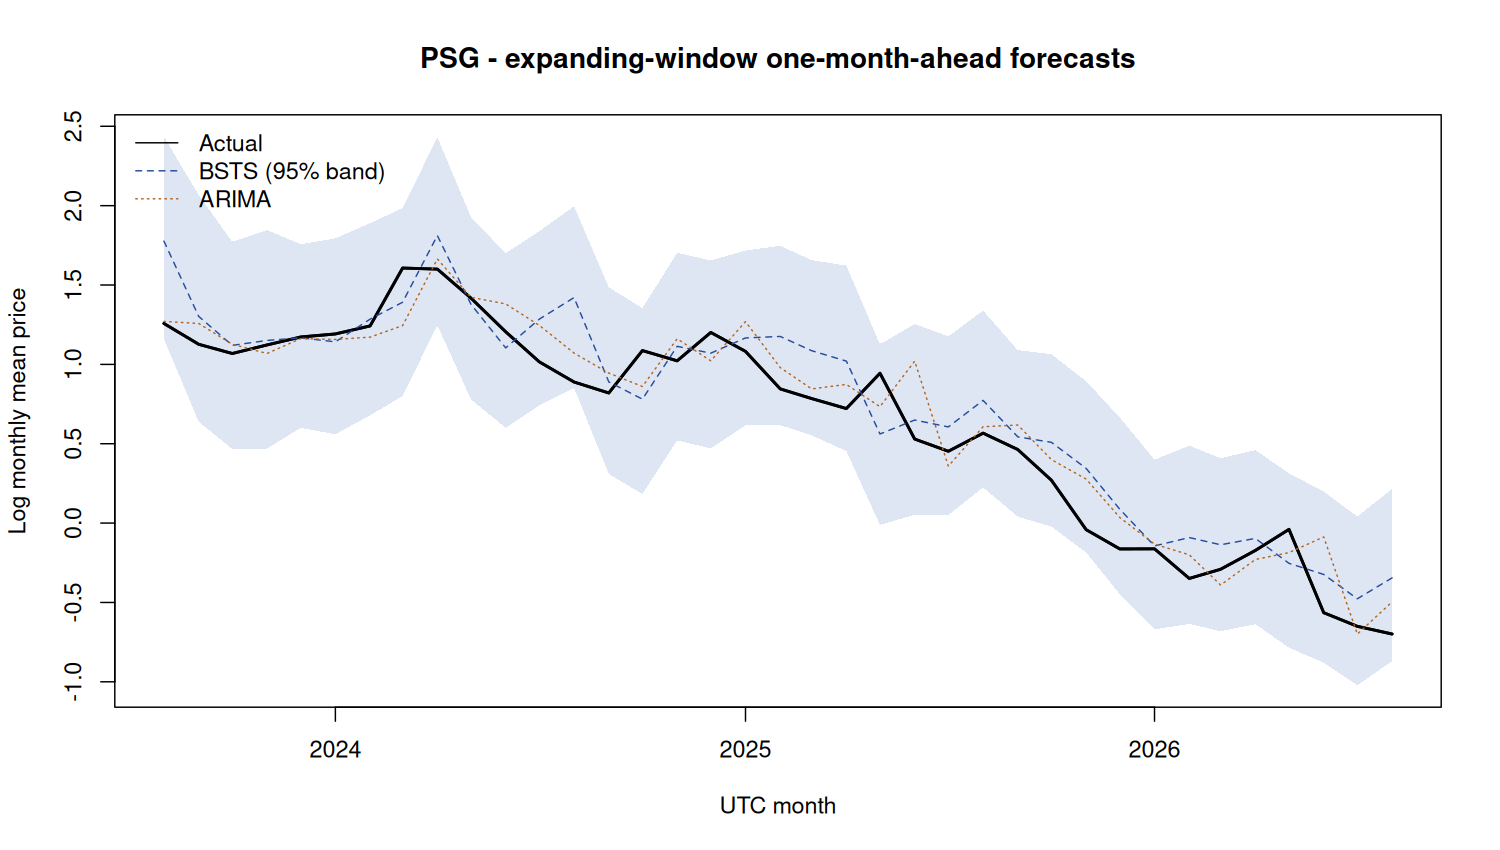 PSG - expanding-window one-month-ahead forecasts
Actual
BSTS (95% band)
ARIMA
Log monthly mean price
2.5
2.0
1.5
1.0
0.5
0.0
-0.5
-1.0
2024
2025
2026
UTC month